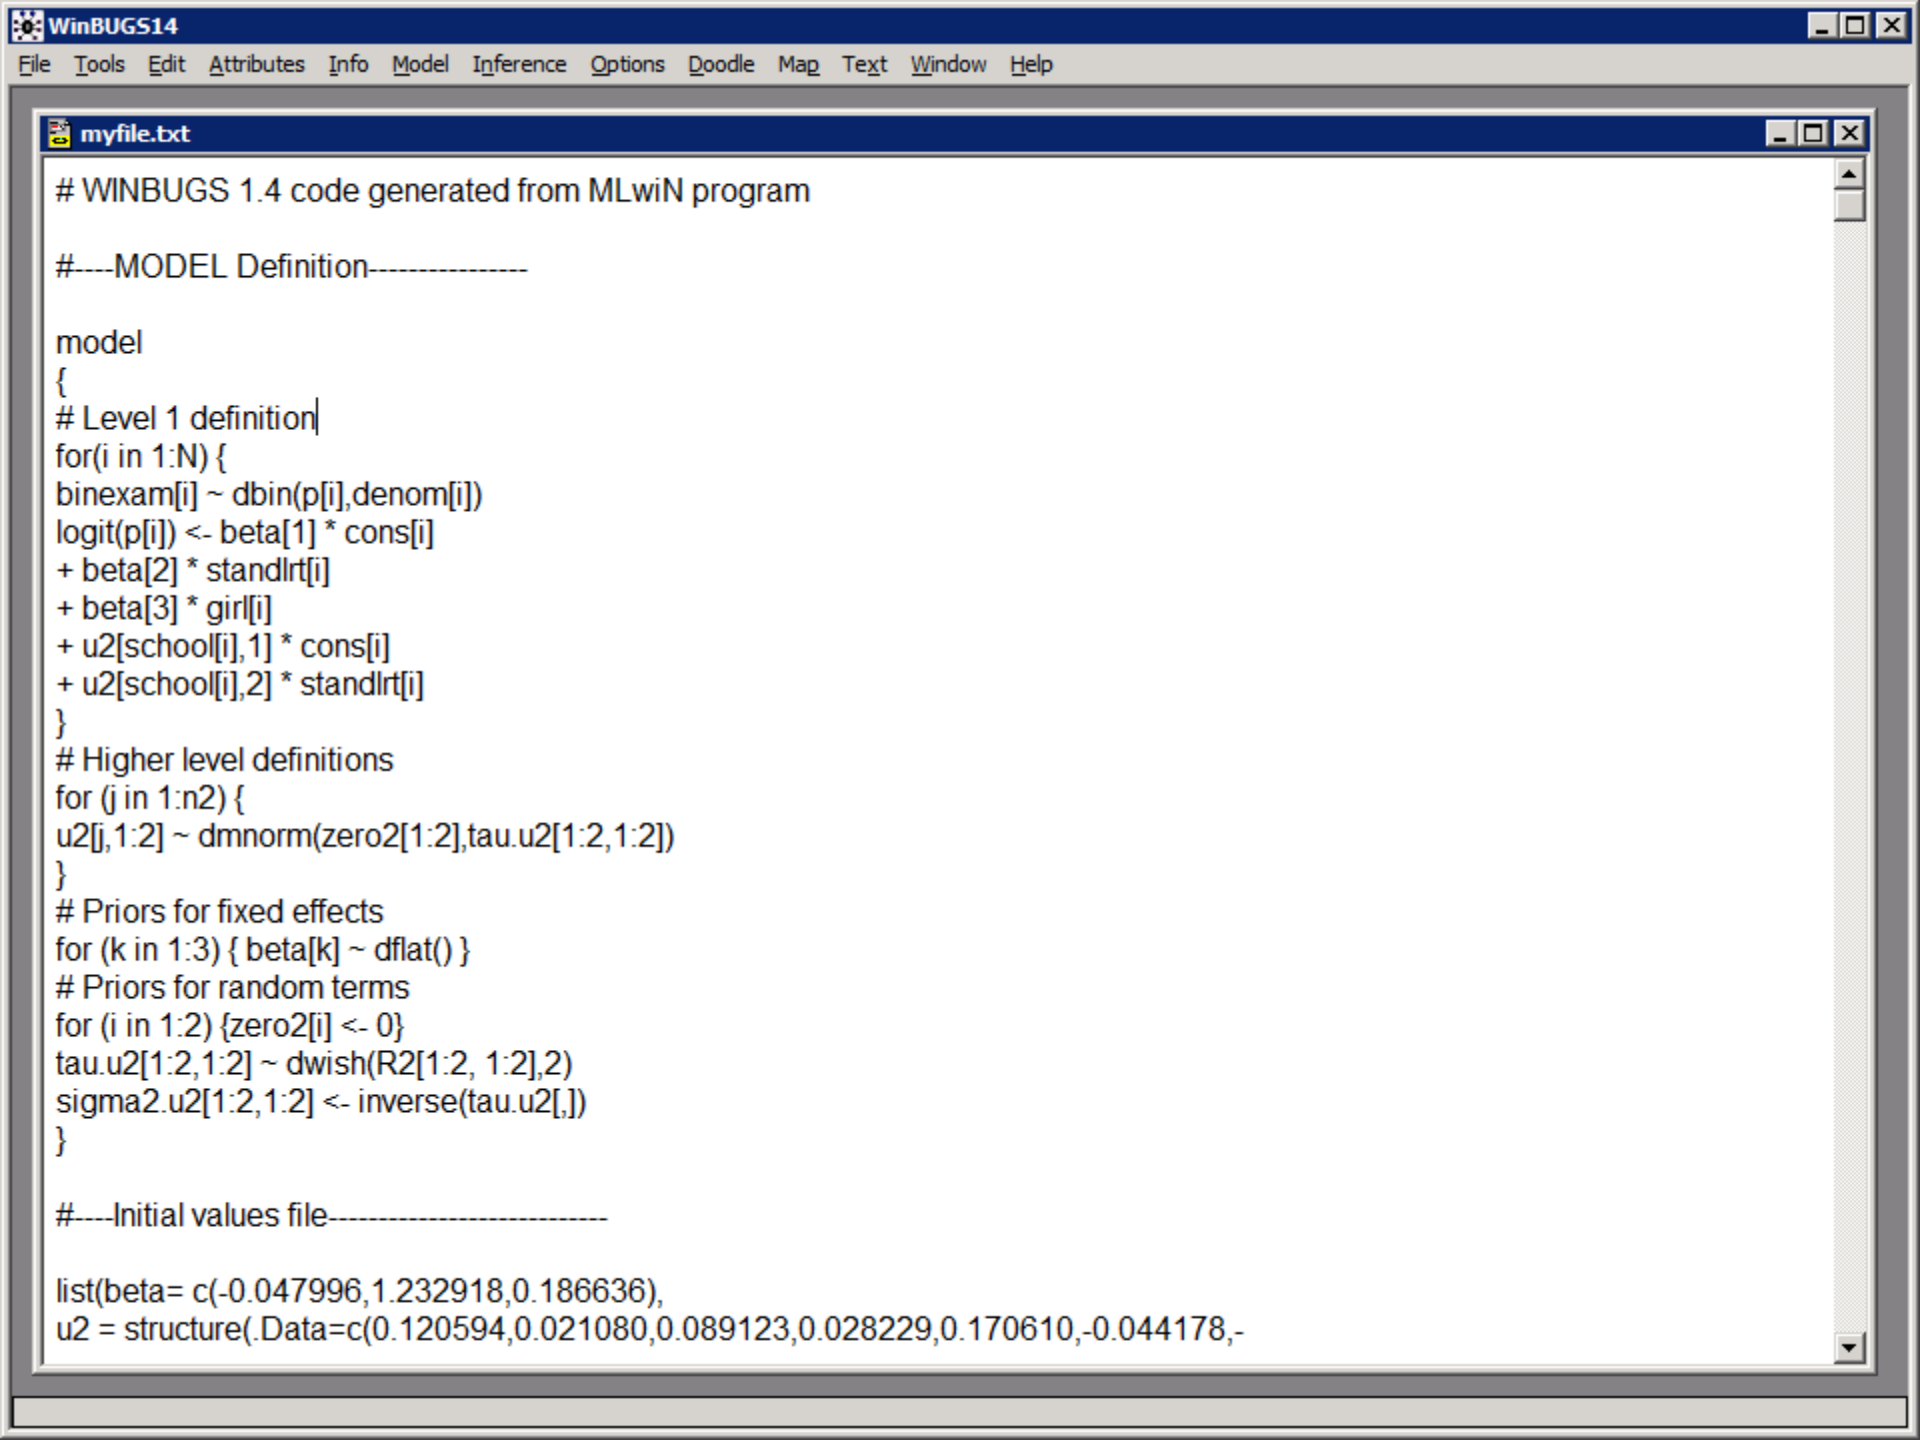 WinBUGS14
File Tools Edit Attributes Info Model Inference Options Doodle Map Text Window Help
myfile.txt
# WINBUGS 1.4 code generated from MLwiN program
#----MODEL Definition----------------
model
{
# Level 1 definition
for(i in 1:N) {
binexam[i] ~ dbin(p[i],denom[i])
logit(p[i]) <- beta[1] * cons[i]
+ beta[2] * standlrt[i]
+ beta[3] * girl[i]
+ u2[school[i],1] * cons[i]
+ u2[school[i],2] * standlrt[i]
}
# Higher level definitions
for (j in 1:n2) {
u2[j,1:2] ~ dmnorm(zero2[1:2],tau.u2[1:2,1:2])
}
# Priors for fixed effects
for (k in 1:3) { beta[k] ~ dflat() }
# Priors for random terms
for (i in 1:2) {zero2[i] <- 0}
tau.u2[1:2,1:2] ~ dwish(R2[1:2, 1:2],2)
sigma2.u2[1:2,1:2] <- inverse(tau.u2[,])
}
#----Initial values file----------------------------
list(beta= c(-0.047996,1.232918,0.186636),
u2 = structure(.Data=c(0.120594,0.021080,0.089123,0.028229,0.170610,-0.044178,-